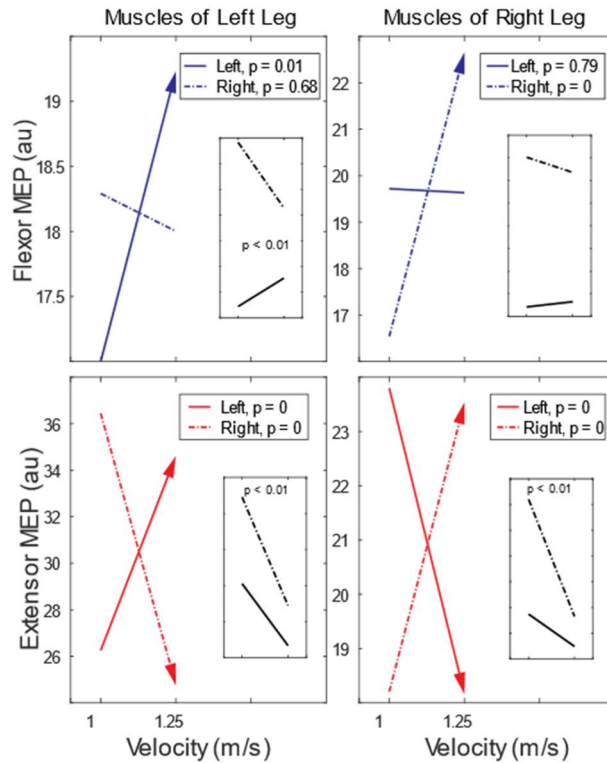 Muscles of Left Leg
Muscles of Right Leg
Flexor MEP (au)
19
18.5
18
17.5
Left, p = 0.01
Right, p = 0.68
p < 0.01
22
21
20
19
18
17
16
Left, p = 0.79
Right, p = 0
Extensor MEP (au)
36
34
32
30
28
26
Left, p = 0
Right, p = 0
p < 0.01
23
22
21
20
19
Left, p = 0
Right, p = 0
p < 0.01
1
1.25
Velocity (m/s)
1
1.25
Velocity (m/s)